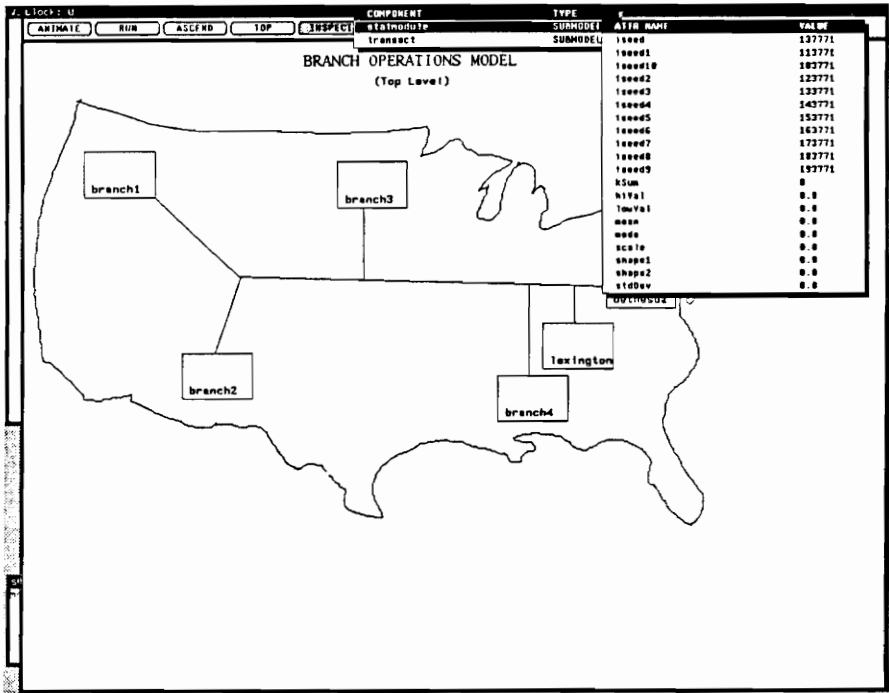 Clock: 0
COMPONENT TYPE
ANIMATE RUN ASCEND TOP INSPECT
statmodule SUBMODEL
transact SUBMODEL
ATTR NAME VALUE
iseed 137771
iseed1 113771
iseed10 103771
iseed2 123771
iseed3 133771
iseed4 143771
iseed5 153771
iseed6 163771
iseed7 173771
iseed8 183771
iseed9 193771
kSum 0
hiVal 0.0
lowVal 0.0
mean 0.0
mode 0.0
scale 0.0
shape1 0.0
shape2 0.0
stdDev 0.0
BRANCH OPERATIONS MODEL
(Top Level)
branch1
branch3
lexington
branch2
branch4